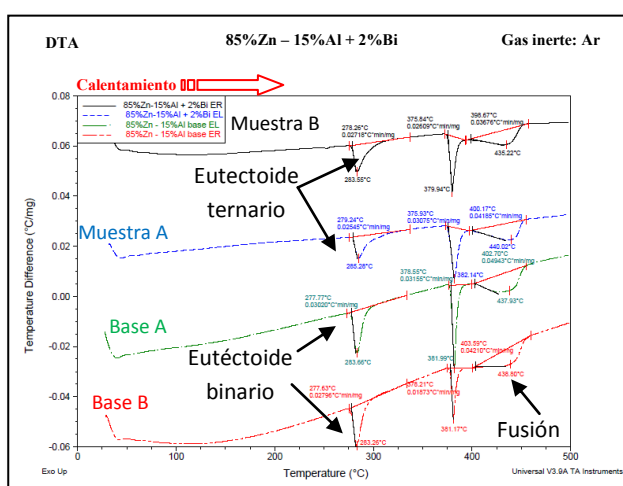 DTA
85%Zn – 15%Al + 2%Bi
Gas inerte: Ar
Calentamiento
85%Zn-15%Al + 2%Bi ER
85%Zn-15%Al + 2%Bi EL
85%Zn - 15%Al base EL
85%Zn - 15%Al base ER
Muestra B
278.26°C
0.02718°C*min/mg
283.55°C
375.84°C
0.02609°C*min/mg
379.94°C
398.67°C
0.03676°C*min/mg
435.22°C
Eutectoide
ternario
Muestra A
279.24°C
0.02545°C*min/mg
285.26°C
375.93°C
0.03075°C*min/mg
382.14°C
400.17°C
0.04185°C*min/mg
440.02°C
Base A
277.77°C
0.03020°C*min/mg
283.66°C
378.55°C
0.03155°C*min/mg
381.99°C
402.70°C
0.04943°C*min/mg
437.93°C
Eutéctoide
binario
Base B
277.63°C
0.02796°C*min/mg
283.26°C
378.21°C
0.01873°C*min/mg
381.17°C
403.59°C
0.04210°C*min/mg
Fusión
0.08
0.06
0.04
0.02
0.00
-0.02
-0.04
-0.06
Temperature Difference (°C/mg)
0
100
200
300
400
500
Exo Up
Temperature (°C)
Universal V3.9A TA Instruments